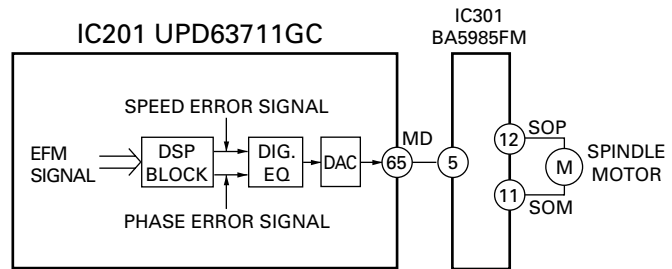 IC201 UPD63711GC
IC301
BA5985FM
SPEED ERROR SIGNAL
EFM
SIGNAL
DSP
BLOCK
DIG.
EQ
DAC
65
MD
5
12
SOP
M
SPINDLE
MOTOR
11
SOM
PHASE ERROR SIGNAL